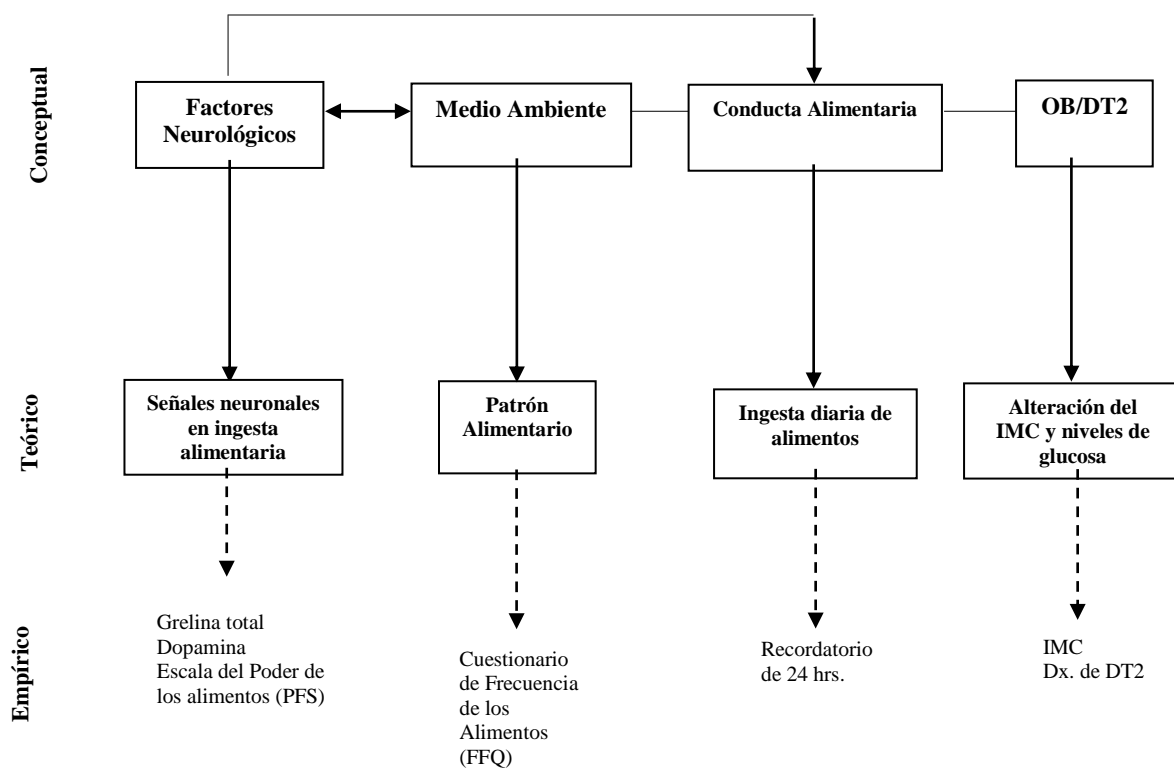 Conceptual
Factores
Neurológicos
Medio Ambiente
Conducta Alimentaria
OB/DT2
Teórico
Señales neuronales
en ingesta
alimentaria
Patrón
Alimentario
Ingesta diaria de
alimentos
Alteración del
IMC y niveles de
glucosa
Empírico
Grelina total
Dopamina
Escala del Poder de
los alimentos (PFS)
Cuestionario
de Frecuencia
de los
Alimentos
(FFQ)
Recordatorio
de 24 hrs.
IMC
Dx. de DT2